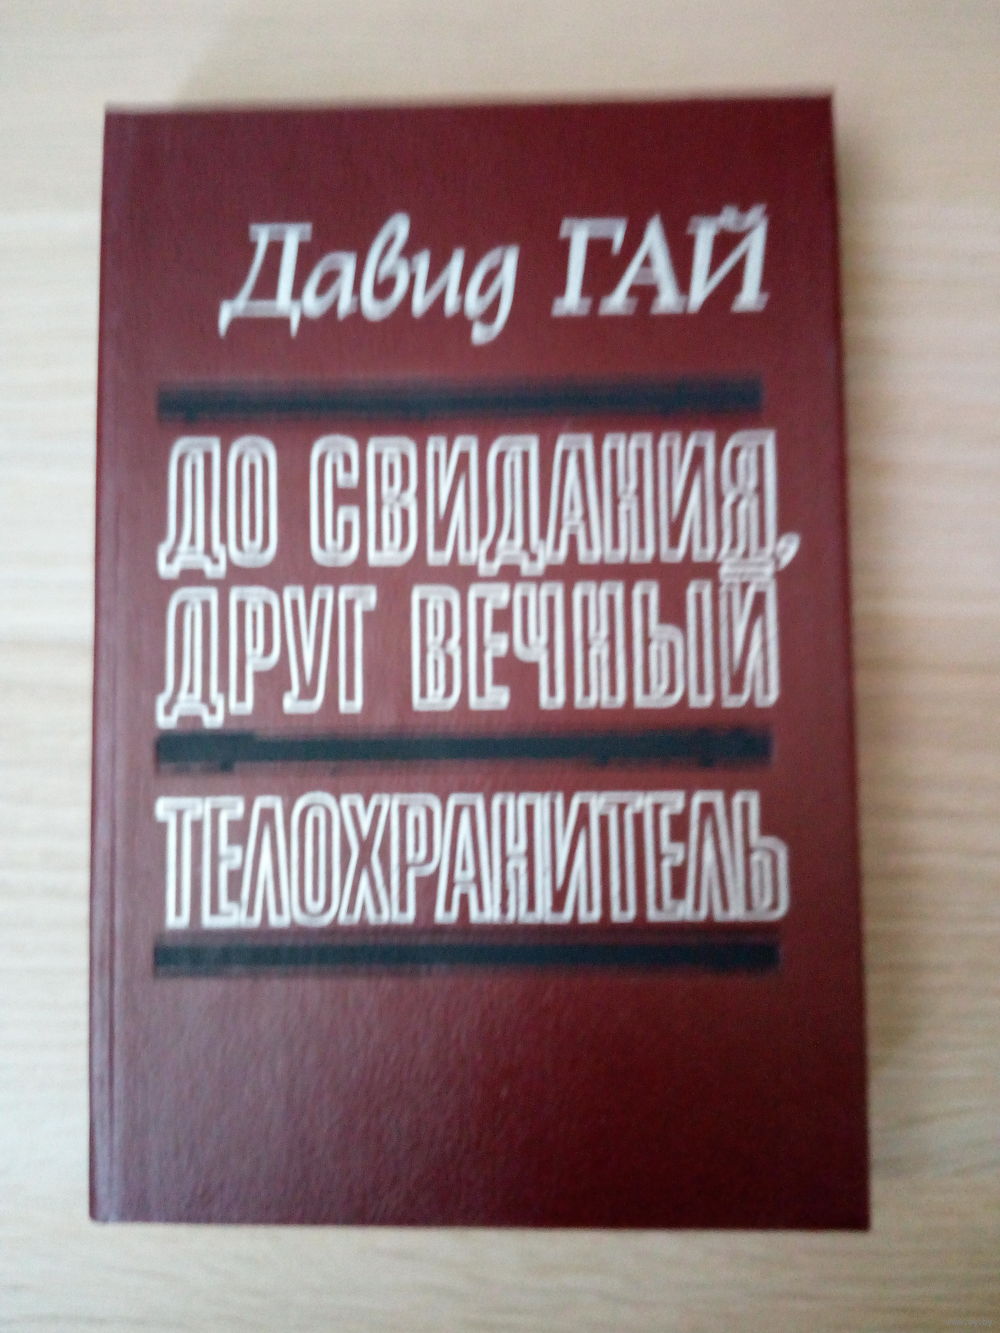 Давид ГАЙ
ДО СВИДАНИЯ,
ДРУГ ВЕЧНЫЙ
ТЕЛОХРАНИТЕЛЬ